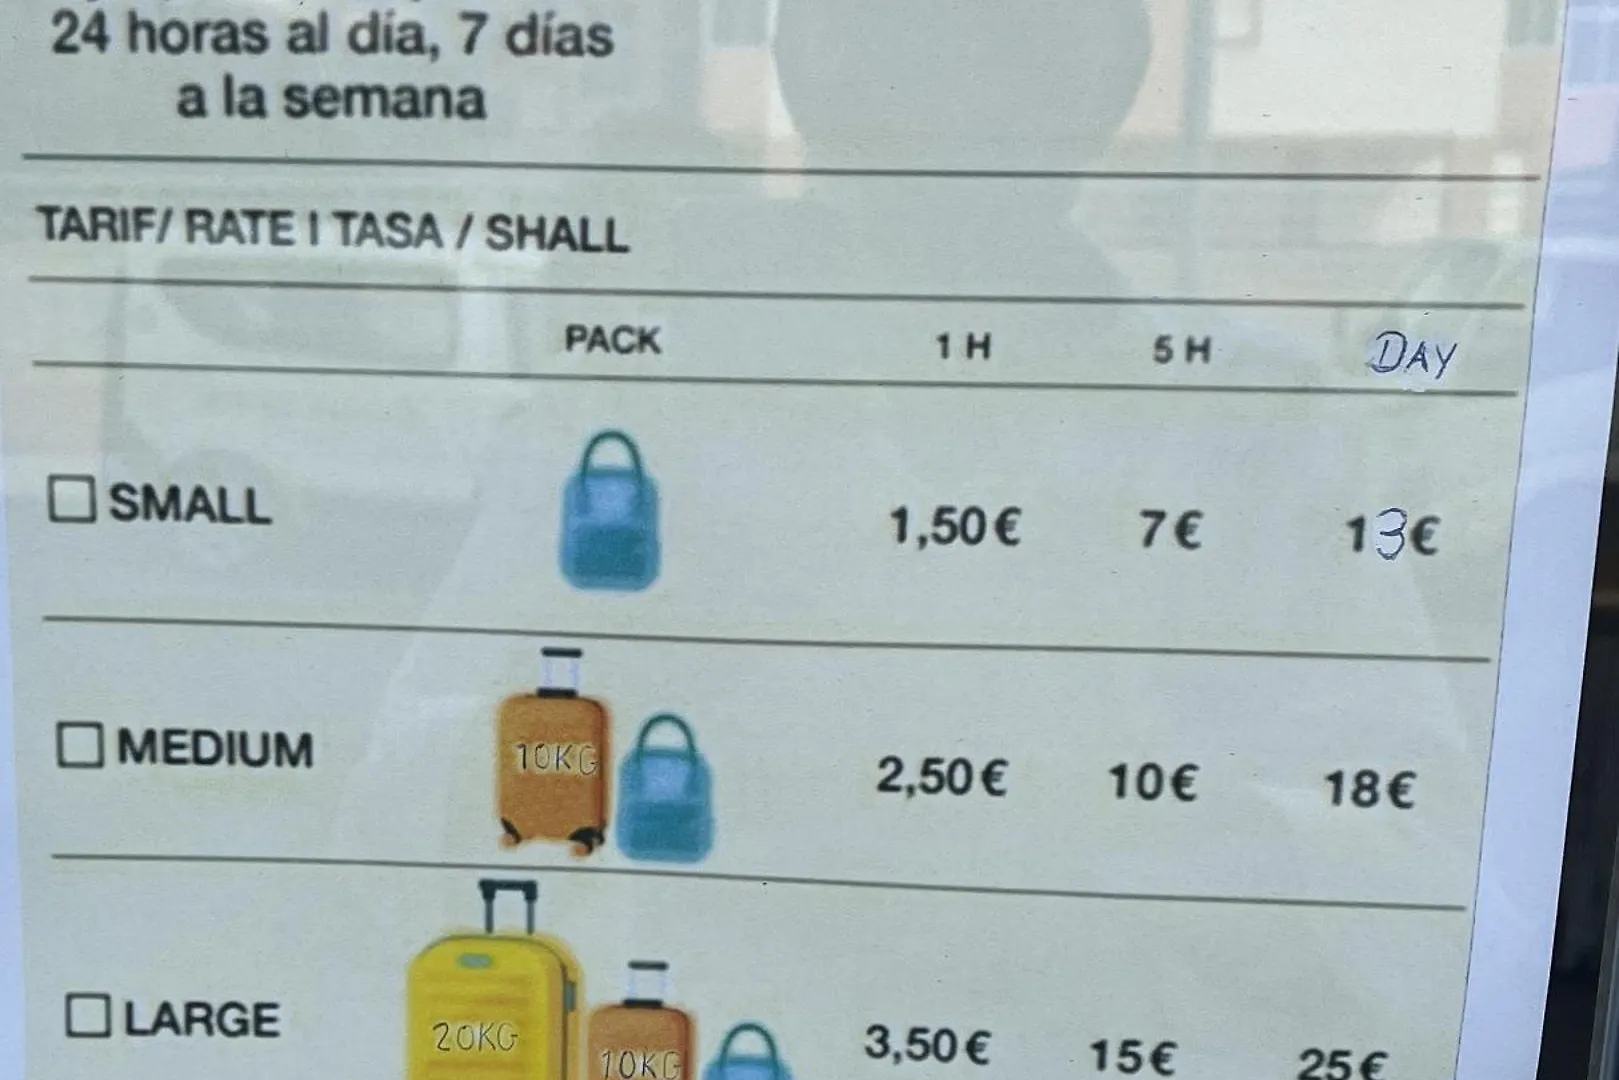 24 horas al día, 7 días
a la semana
TARIF/ RATE I TASA / SHALL
PACK 1 H 5 H DAY
SMALL 1,50€ 7€ 13€
10KG
MEDIUM 2,50€ 10€ 18€
20KG 10KG
LARGE 3,50€ 15€ 25€